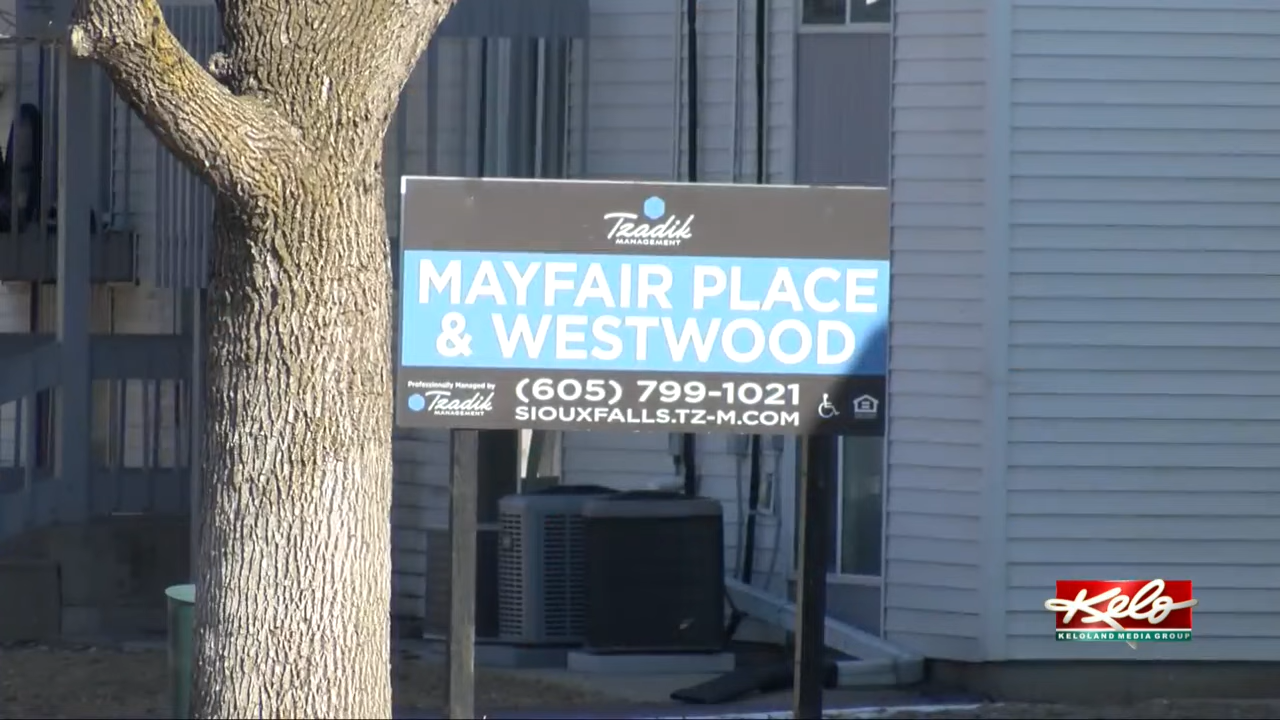 Tzadik
MANAGEMENT
MAYFAIR PLACE
& WESTWOOD
Professionally Managed by
Tzadik
MANAGEMENT
(605) 799-1021
SIOUXFALLS.TZ-M.COM
Kelo
KELOLAND MEDIA GROUP